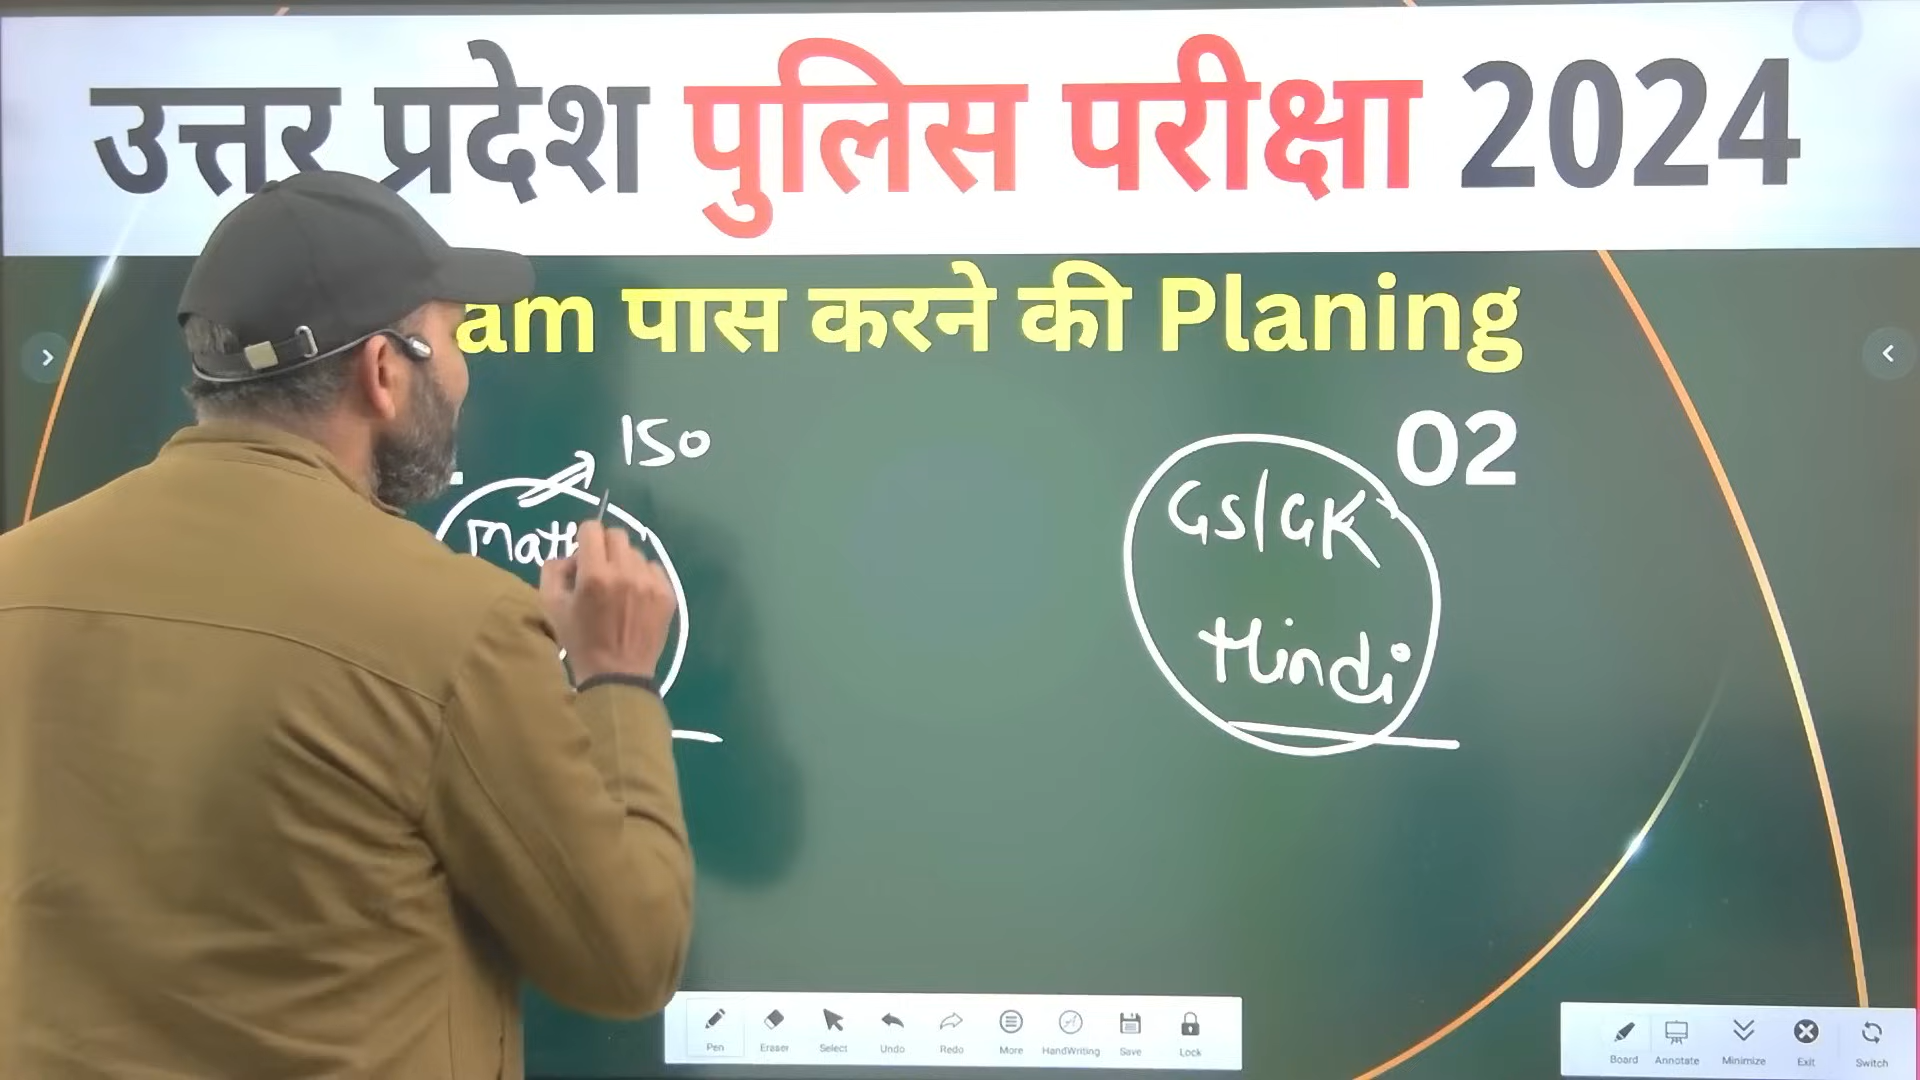 उत्तर प्रदेश पुलिस परीक्षा 2024
am पास करने की Planing
150
02
Math
GS/GK
Hindi
Pen
Eraser
Select
Undo
Redo
More
HandWriting
Save
Lock
Board
Annotate
Minimize
Exit
Switch